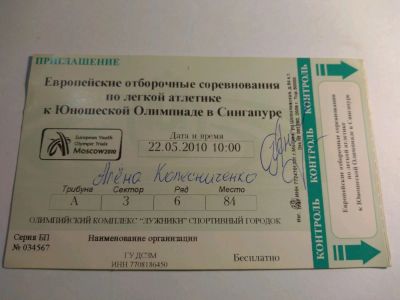 ПРИГЛАШЕНИЕ
Европейские отборочные соревнования
по легкой атлетике
к Юношеской Олимпиаде в Сингапуре
European Youth
Olympic Trials
Moscow2010
Дата и время
22.05.2010 10:00
Алёна Колесниченко
Трибуна Сектор Ряд Место
А 3 6 84
ОЛИМПИЙСКИЙ КОМПЛЕКС "ЛУЖНИКИ" СПОРТИВНЫЙ ГОРОДОК
Серия БП
№ 034567
Наименование организации
ГУДСЗМ
ИНН 7708186450
Бесплатно
КОНТРОЛЬ КОНТРОЛЬ КОНТРОЛЬ
Европейские отборочные соревнования
по легкой атлетике
к Юношеской Олимпиаде в Сингапуре